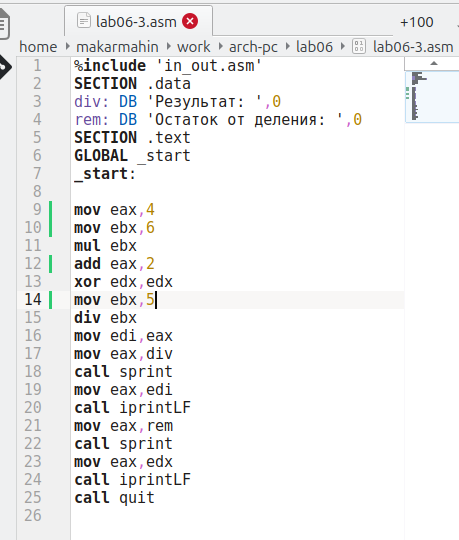 lab06-3.asm
+100
home makarmahin work arch-pc lab06 lab06-3.asm
1 %include 'in_out.asm'
2 SECTION .data
3 div: DB 'Результат: ',0
4 rem: DB 'Остаток от деления: ',0
5 SECTION .text
6 GLOBAL _start
7 _start:
8
9 mov eax,4
10 mov ebx,6
11 mul ebx
12 add eax,2
13 xor edx,edx
14 mov ebx,5
15 div ebx
16 mov edi,eax
17 mov eax,div
18 call sprint
19 mov eax,edi
20 call iprintLF
21 mov eax,rem
22 call sprint
23 mov eax,edx
24 call iprintLF
25 call quit
26